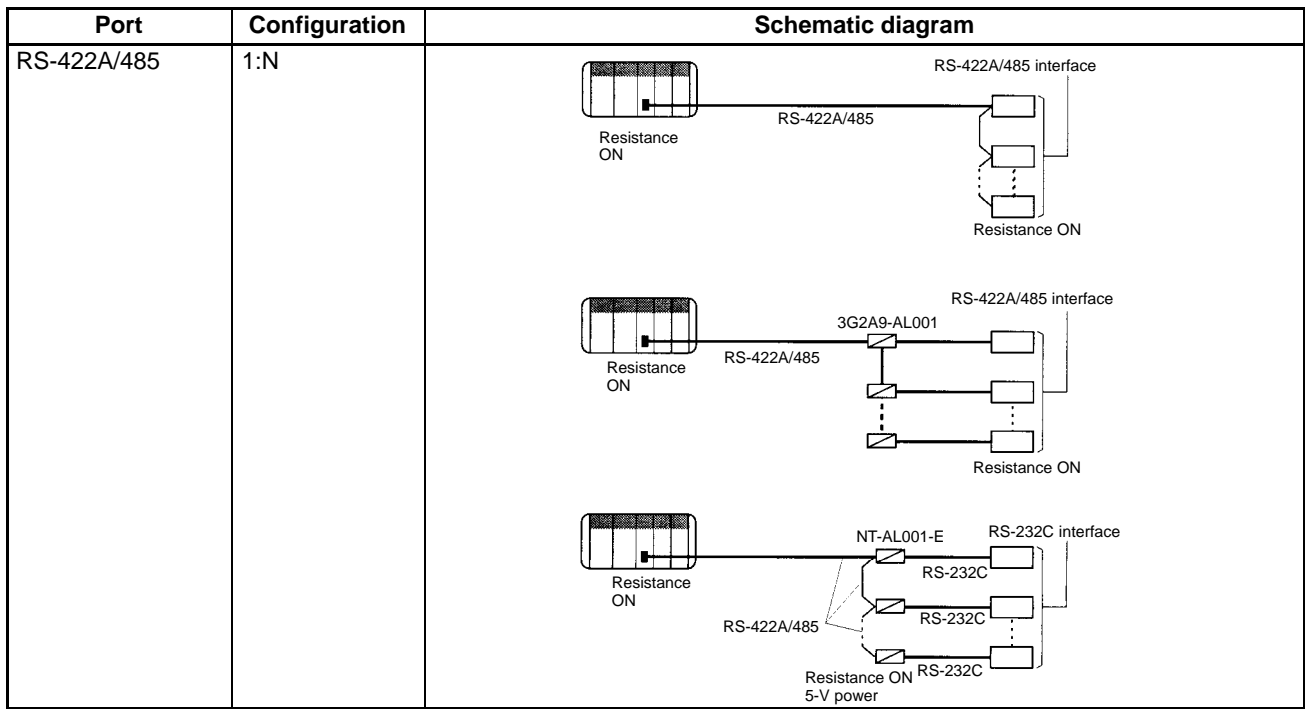 Port
Configuration
Schematic diagram
RS-422A/485
1:N
RS-422A/485 interface
RS-422A/485
Resistance
ON
Resistance ON
RS-422A/485 interface
3G2A9-AL001
RS-422A/485
Resistance
ON
Resistance ON
NT-AL001-E
RS-232C interface
RS-232C
Resistance
ON
RS-232C
RS-422A/485
RS-232C
Resistance ON
5-V power